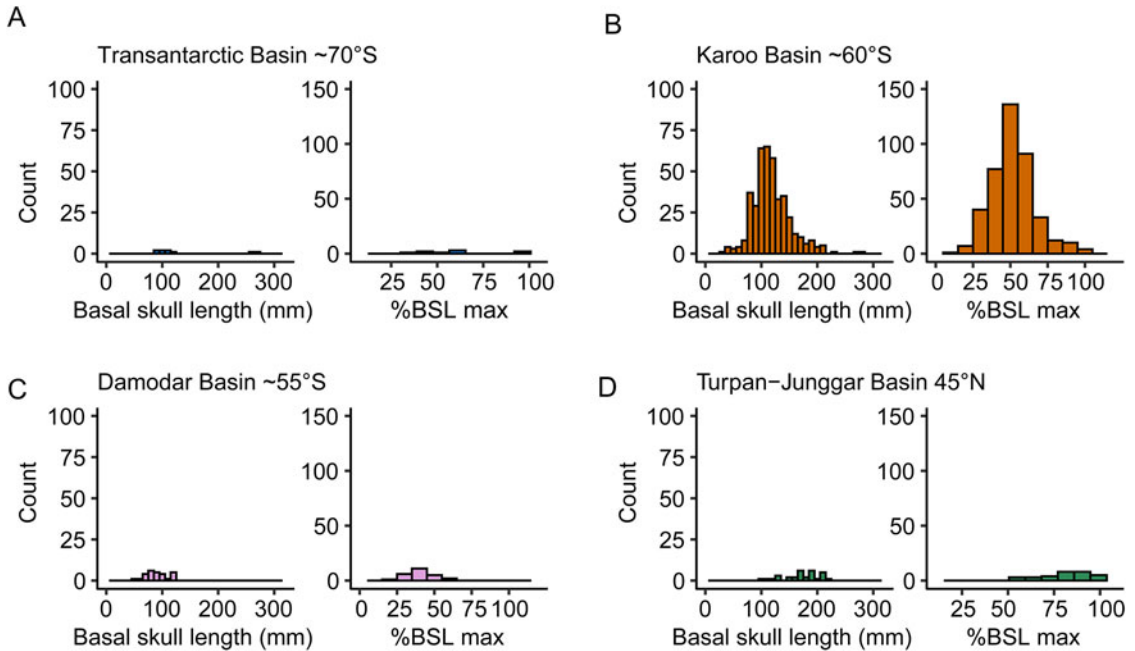 A
Transantarctic Basin ~70°S
100
75
50
25
0
Count
0 100 200 300
Basal skull length (mm)
150
100
50
0
25 50 75 100
%BSL max
B
Karoo Basin ~60°S
100
75
50
25
0
Count
0 100 200 300
Basal skull length (mm)
150
100
50
0
0 25 50 75 100
%BSL max
C
Damodar Basin ~55°S
100
75
50
25
0
Count
0 100 200 300
Basal skull length (mm)
150
100
50
0
25 50 75 100
%BSL max
D
Turpan−Junggar Basin 45°N
100
75
50
25
0
Count
0 100 200 300
Basal skull length (mm)
150
100
50
0
25 50 75 100
%BSL max